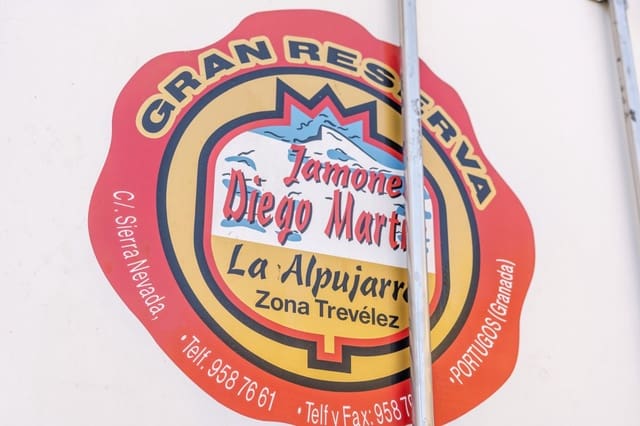 GRAN RESERVA
Jamone
Diego Mart
La Alpujarr
Zona Trevélez
C/. Sierra Nevada,
• Telf. 958 76 61
• Telf y Fax: 958 7
• PORTUGOS (Granada)